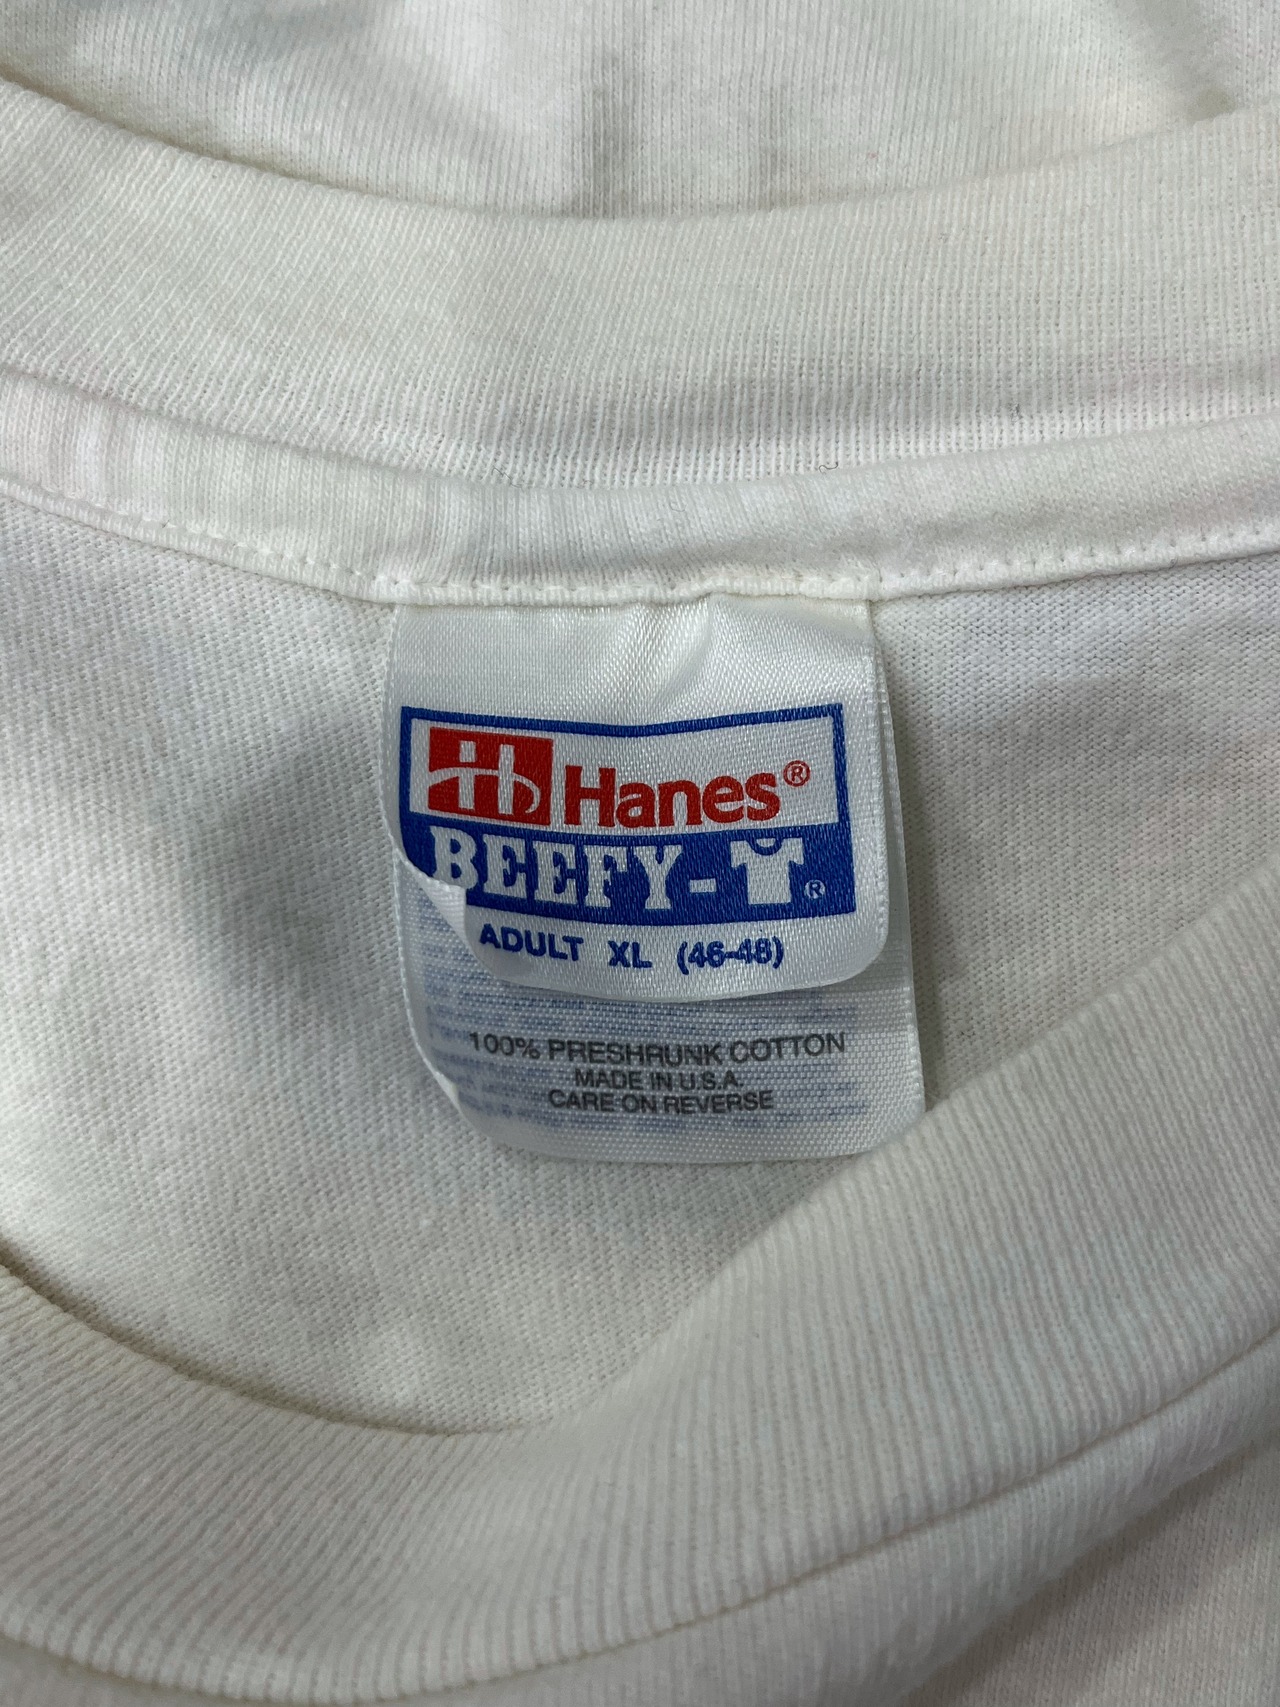 Hanes®
BEEFY-T®
ADULT XL (46-48)
100% PRESHRUNK COTTON
MADE IN U.S.A.
CARE ON REVERSE